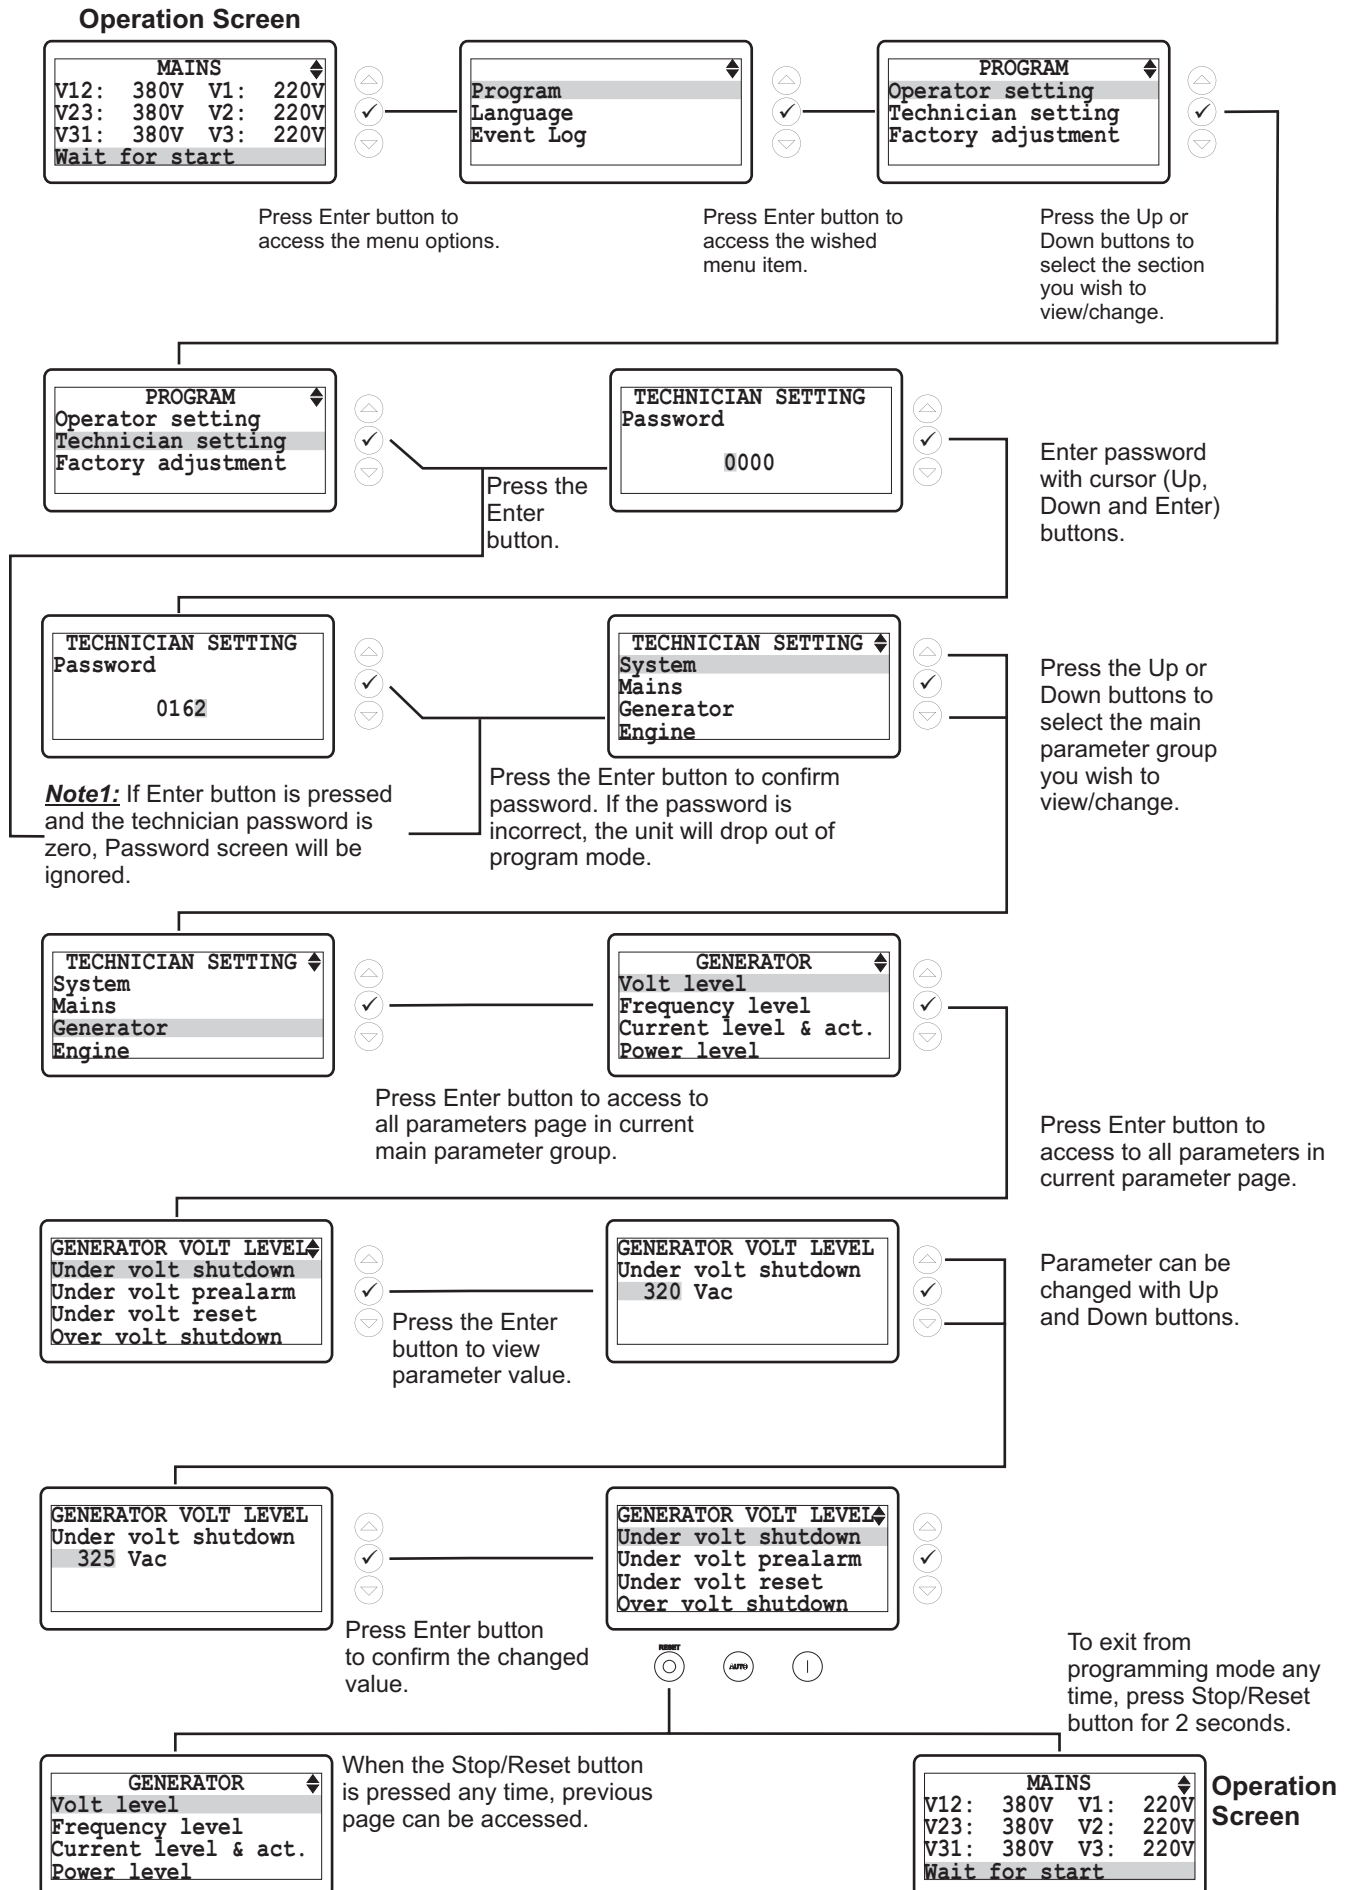 Operation Screen
MAINS
V12: 380V V1: 220V
V23: 380V V2: 220V
V31: 380V V3: 220V
Wait for start
Program
Language
Event Log
PROGRAM
Operator setting
Technician setting
Factory adjustment
Press Enter button to
access the menu options.
Press Enter button to
access the wished
menu item.
Press the Up or
Down buttons to
select the section
you wish to
view/change.
PROGRAM
Operator setting
Technician setting
Factory adjustment
Press the
Enter
button.
TECHNICIAN SETTING
Password
0000
Enter password
with cursor (Up,
Down and Enter)
buttons.
TECHNICIAN SETTING
Password
0162
Note1: If Enter button is pressed
and the technician password is
zero, Password screen will be
ignored.
TECHNICIAN SETTING
System
Mains
Generator
Engine
Press the Enter button to confirm
password. If the password is
incorrect, the unit will drop out of
program mode.
Press the Up or
Down buttons to
select the main
parameter group
you wish to
view/change.
TECHNICIAN SETTING
System
Mains
Generator
Engine
GENERATOR
Volt level
Frequency level
Current level & act.
Power level
Press Enter button to access to
all parameters page in current
main parameter group.
Press Enter button to
access to all parameters in
current parameter page.
GENERATOR VOLT LEVEL
Under volt shutdown
Under volt prealarm
Under volt reset
Over volt shutdown
Press the Enter
button to view
parameter value.
GENERATOR VOLT LEVEL
Under volt shutdown
320 Vac
Parameter can be
changed with Up
and Down buttons.
GENERATOR VOLT LEVEL
Under volt shutdown
325 Vac
Press Enter button
to confirm the changed
value.
GENERATOR VOLT LEVEL
Under volt shutdown
Under volt prealarm
Under volt reset
Over volt shutdown
RESET
AUTO
To exit from
programming mode any
time, press Stop/Reset
button for 2 seconds.
GENERATOR
Volt level
Frequency level
Current level & act.
Power level
When the Stop/Reset button
is pressed any time, previous
page can be accessed.
MAINS
V12: 380V V1: 220V
V23: 380V V2: 220V
V31: 380V V3: 220V
Wait for start
Operation
Screen